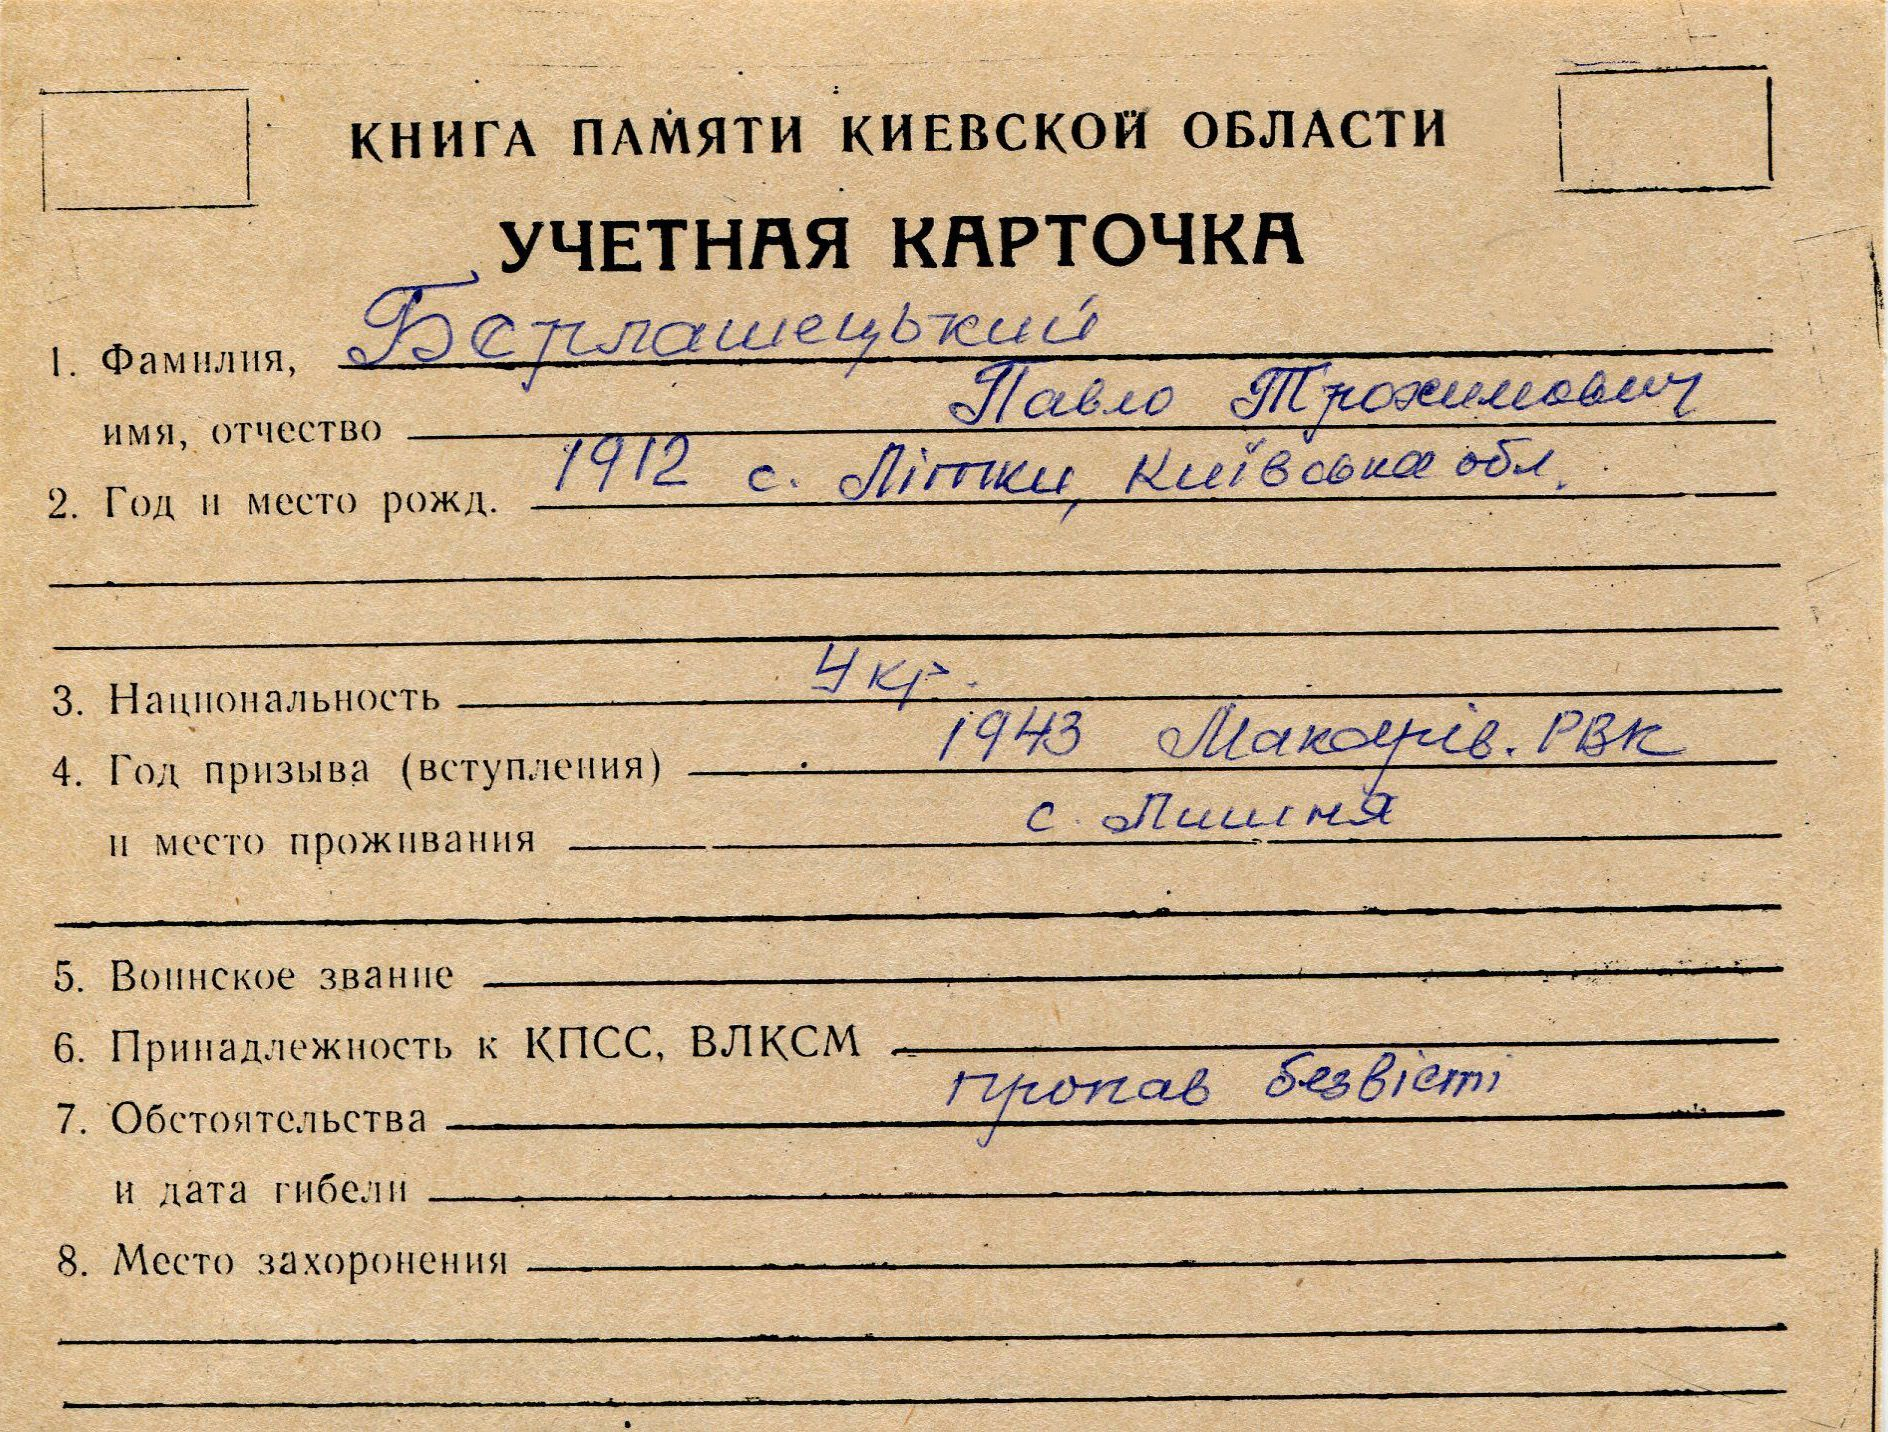 КНИГА ПАМЯТИ КИЕВСКОЙ ОБЛАСТИ
УЧЕТНАЯ КАРТОЧКА
1. Фамилия, Берлашецький
имя, отчество Павло Трохимович
2. Год и место рожд. 1912 с. Літки, Київська обл.
3. Национальность Укр.
4. Год призыва (вступления) 1943 Макарів. РВК
и место проживания с. Лишня
5. Воинское звание
6. Принадлежность к КПСС, ВЛКСМ
7. Обстоятельства пропав безвісті
и дата гибели
8. Место захоронения